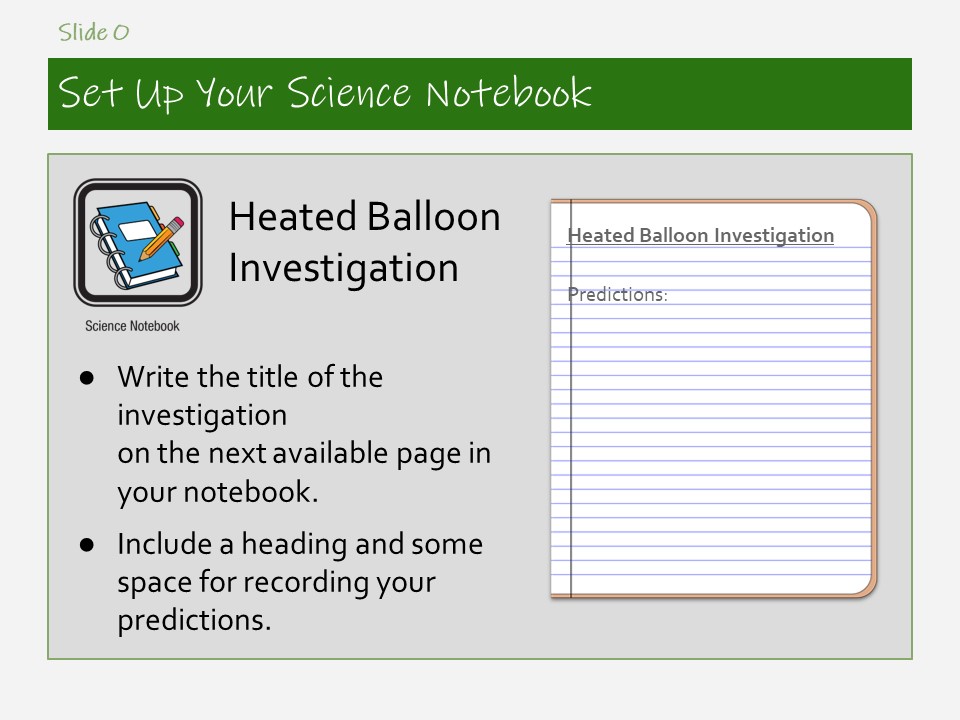 Slide 0
Set Up Your Science Notebook
Heated Balloon
Investigation
Science Notebook
● Write the title of the
investigation
on the next available page in
your notebook.
● Include a heading and some
space for recording your
predictions.
Heated Balloon Investigation
Predictions: